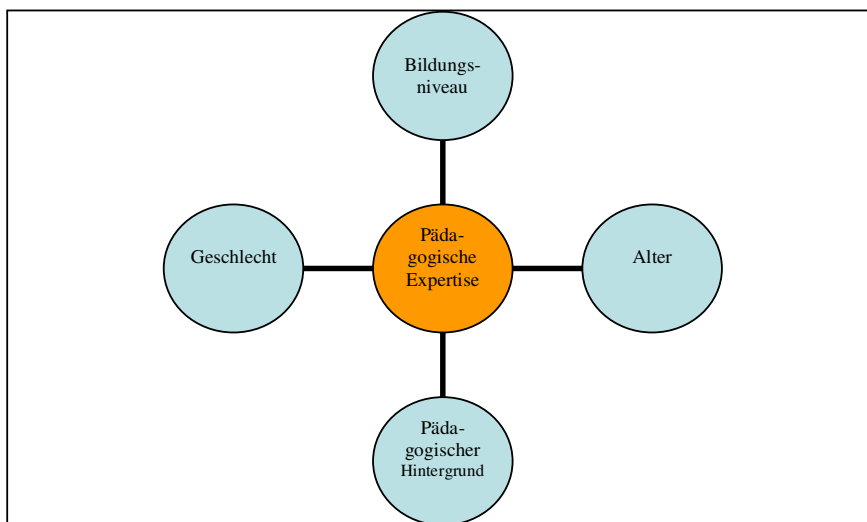 Bildungs-
niveau
Geschlecht
Päda-
gogische
Expertise
Alter
Päda-
gogischer
Hintergrund